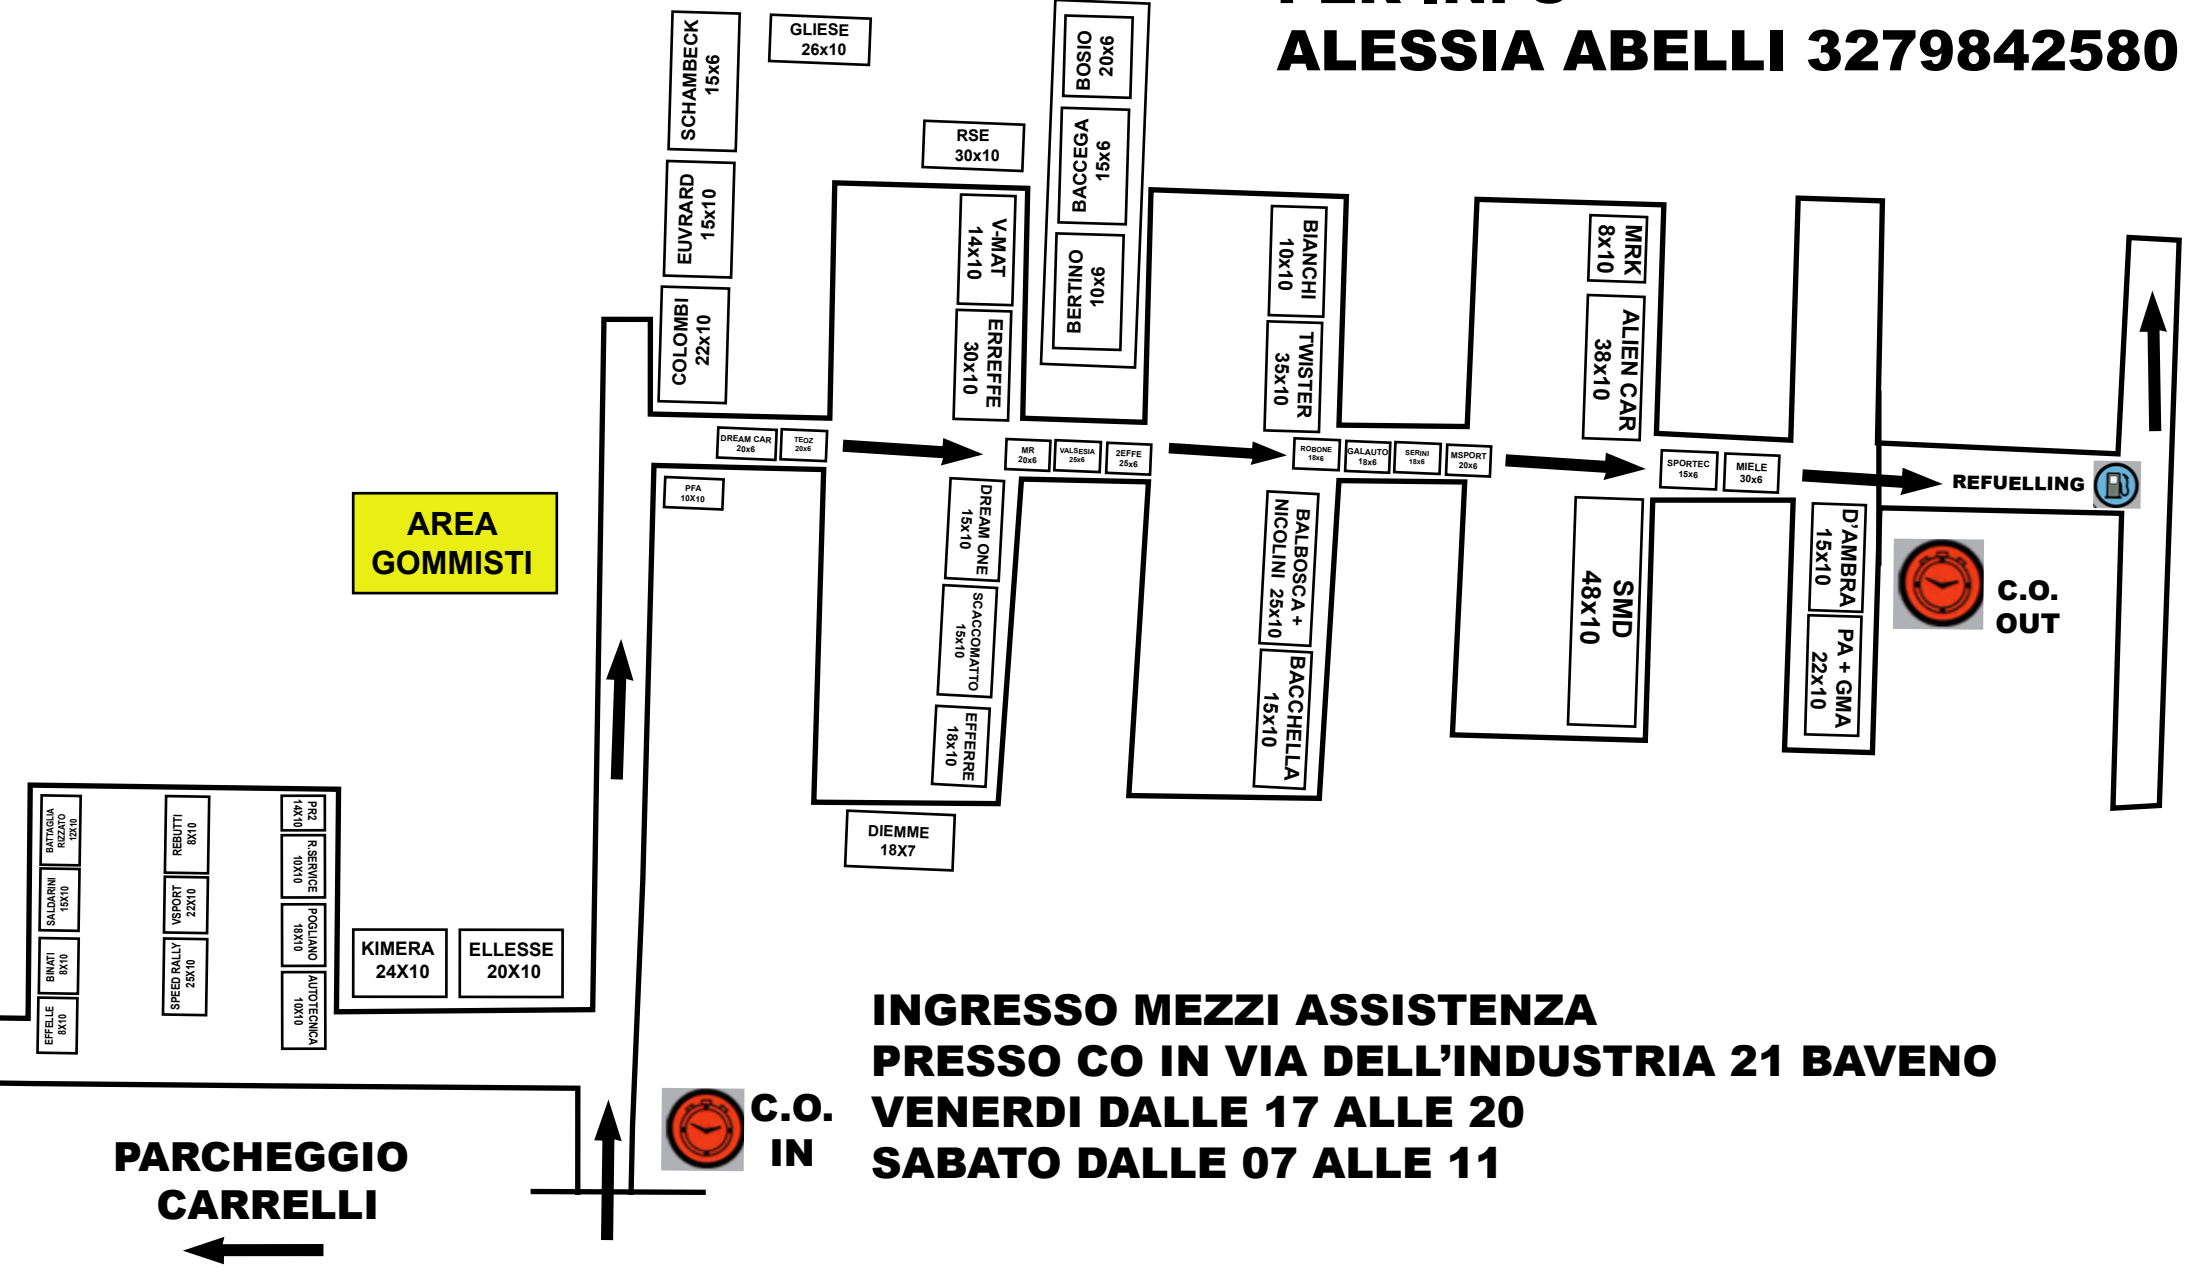 ALESSIA ABELLI 3279842580
SCHAMBECK
15x6
GLIESE
26x10
BOSIO
20x6
RSE
30x10
BACCEGA
15x6
EUVRARD
15x10
V-MAT
14x10
BERTINO
10x6
BIANCHI
10x10
MRK
8x10
COLOMBI
22x10
ERREFFE
30x10
TWISTER
35x10
ALIEN CAR
38x10
DREAM CAR
20x6
TEOZ
20x6
MR
20x6
VALSESIA
25x6
2EFFE
25x6
ROBONE
18x6
GALAUTO
18x6
SERINI
18x6
MSPORT
20x6
SPORTEC
15x6
MIELE
30x6
REFUELLING
PFA
10X10
AREA
GOMMISTI
DREAM ONE
15x10
BALBOSCA +
NICOLINI 25x10
SMD
48x10
D'AMBRA
15x10
C.O.
OUT
SCACCOMATTO
15x10
BACCHELLA
15x10
PA + GMA
22x10
EFFERRE
18x10
DIEMME
18X7
BATTAGLIA
RIZZATO
12X10
REBUTTI
8X10
PR2
14X10
R.SERVICE
10X10
SALDARINI
15X10
VSPORT
22X10
POGLIANO
18X10
BINATI
8X10
SPEED RALLY
25X10
AUTOTECNICA
10X10
EFFELLE
8X10
KIMERA
24X10
ELLESSE
20X10
INGRESSO MEZZI ASSISTENZA
PRESSO CO IN VIA DELL'INDUSTRIA 21 BAVENO
VENERDI DALLE 17 ALLE 20
SABATO DALLE 07 ALLE 11
C.O.
IN
PARCHEGGIO
CARRELLI